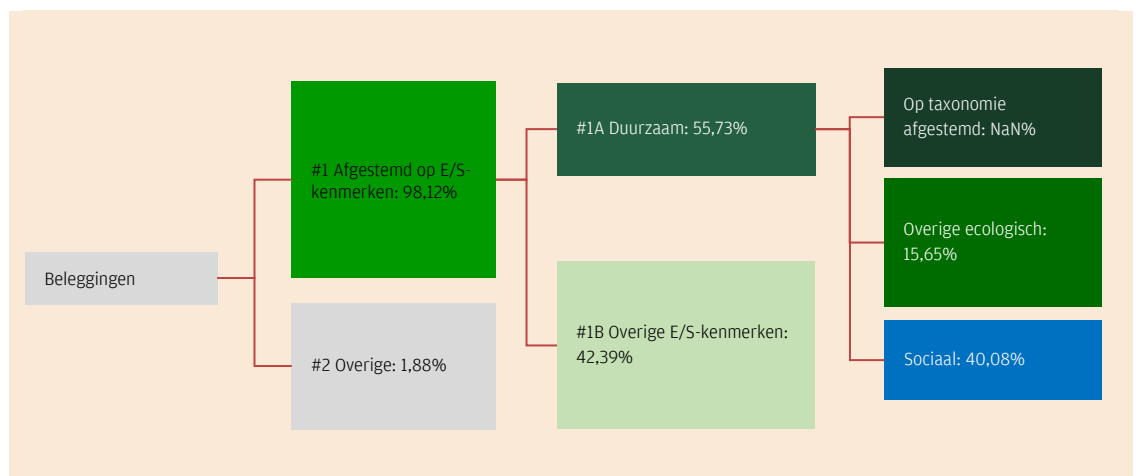 Beleggingen
#1 Afgestemd op E/S-
kenmerken: 98,12%
#2 Overige: 1,88%
#1A Duurzaam: 55,73%
#1B Overige E/S-kenmerken:
42,39%
Op taxonomie
afgestemd: NaN%
Overige ecologisch:
15,65%
Sociaal: 40,08%